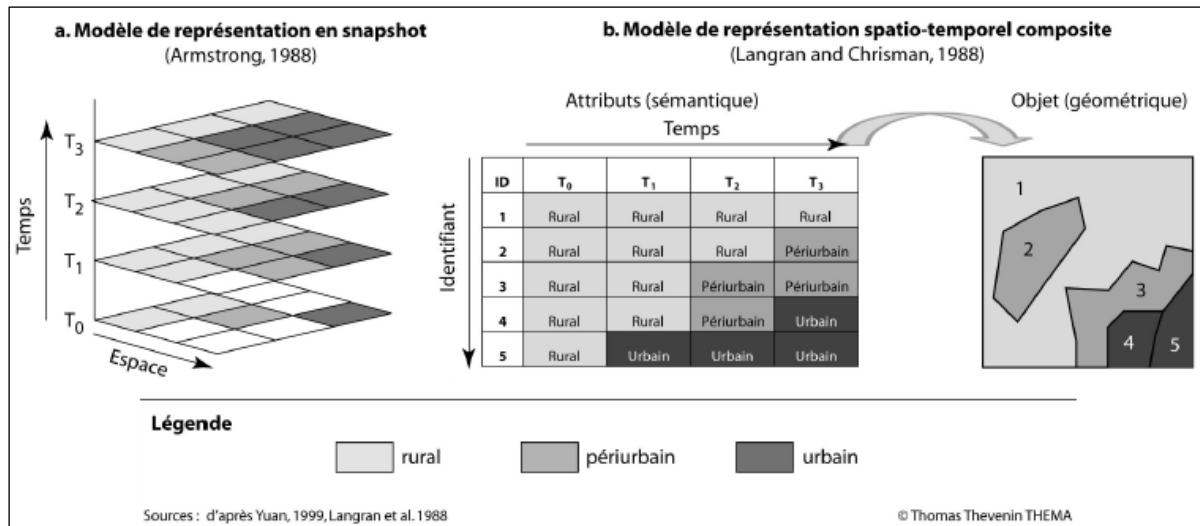 a. Modèle de représentation en snapshot
(Armstrong, 1988)
Temps
T3
T2
T1
T0
Espace
b. Modèle de représentation spatio-temporel composite
(Langran and Chrisman, 1988)
Attributs (sémantique)
Temps
Objet (géométrique)
Identifiant
ID T0 T1 T2 T3
1 Rural Rural Rural Rural
2 Rural Rural Rural Périurbain
3 Rural Rural Périurbain Périurbain
4 Rural Rural Périurbain Urbain
5 Rural Urbain Urbain Urbain
1
2
3
4
5
Légende
rural
périurbain
urbain
Sources : d'après Yuan, 1999, Langran et al. 1988
© Thomas Thevenin THEMA